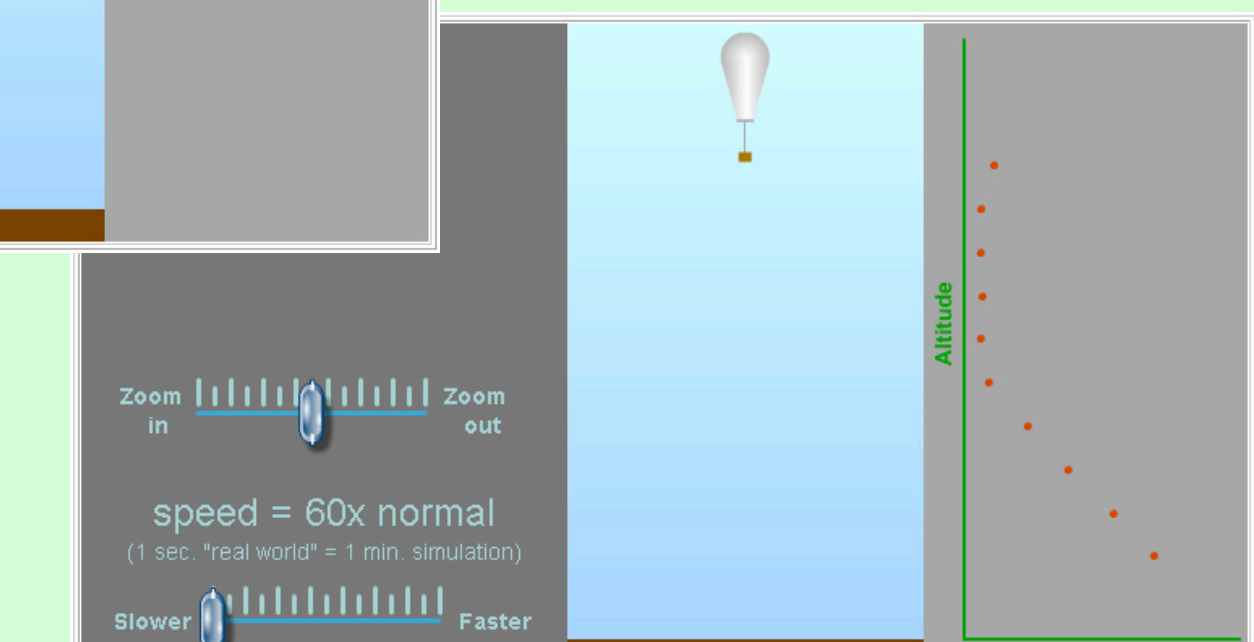 Altitude
Zoom in
Zoom out
speed = 60x normal
(1 sec. "real world" = 1 min. simulation)
Slower
Faster